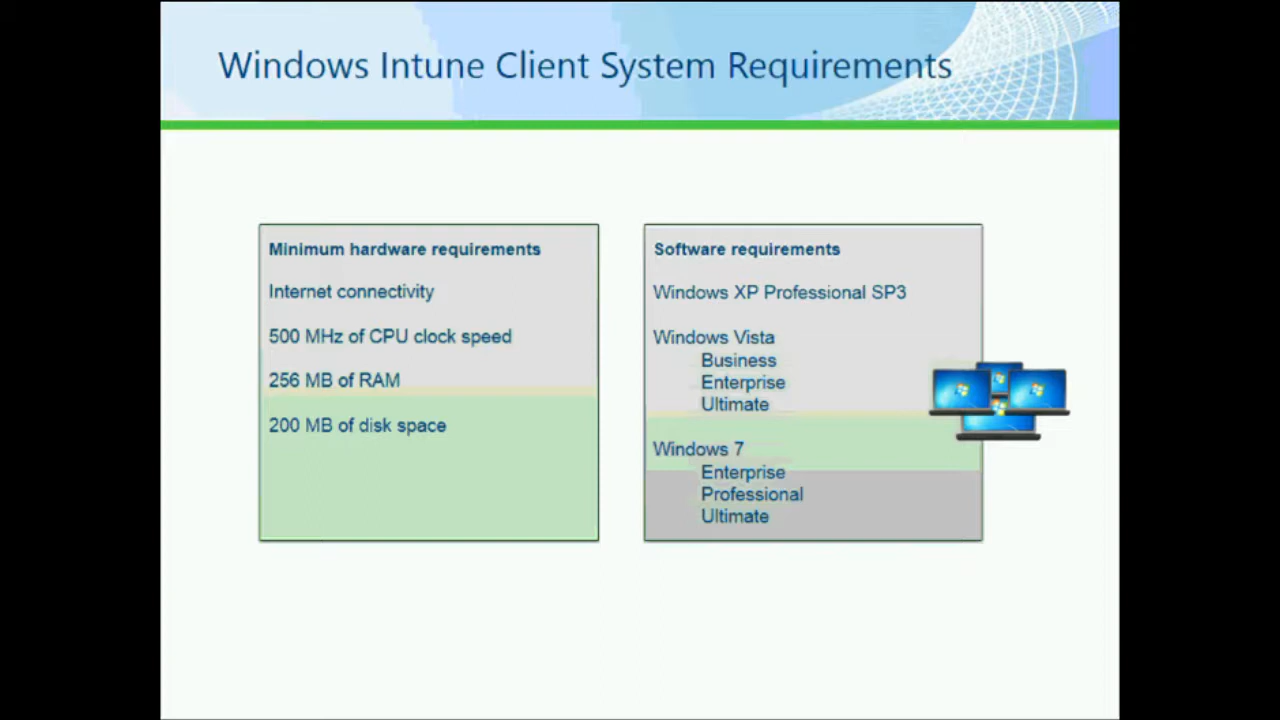 Windows Intune Client System Requirements
Minimum hardware requirements
Internet connectivity
500 MHz of CPU clock speed
256 MB of RAM
200 MB of disk space
Software requirements
Windows XP Professional SP3
Windows Vista
Business
Enterprise
Ultimate
Windows 7
Enterprise
Professional
Ultimate